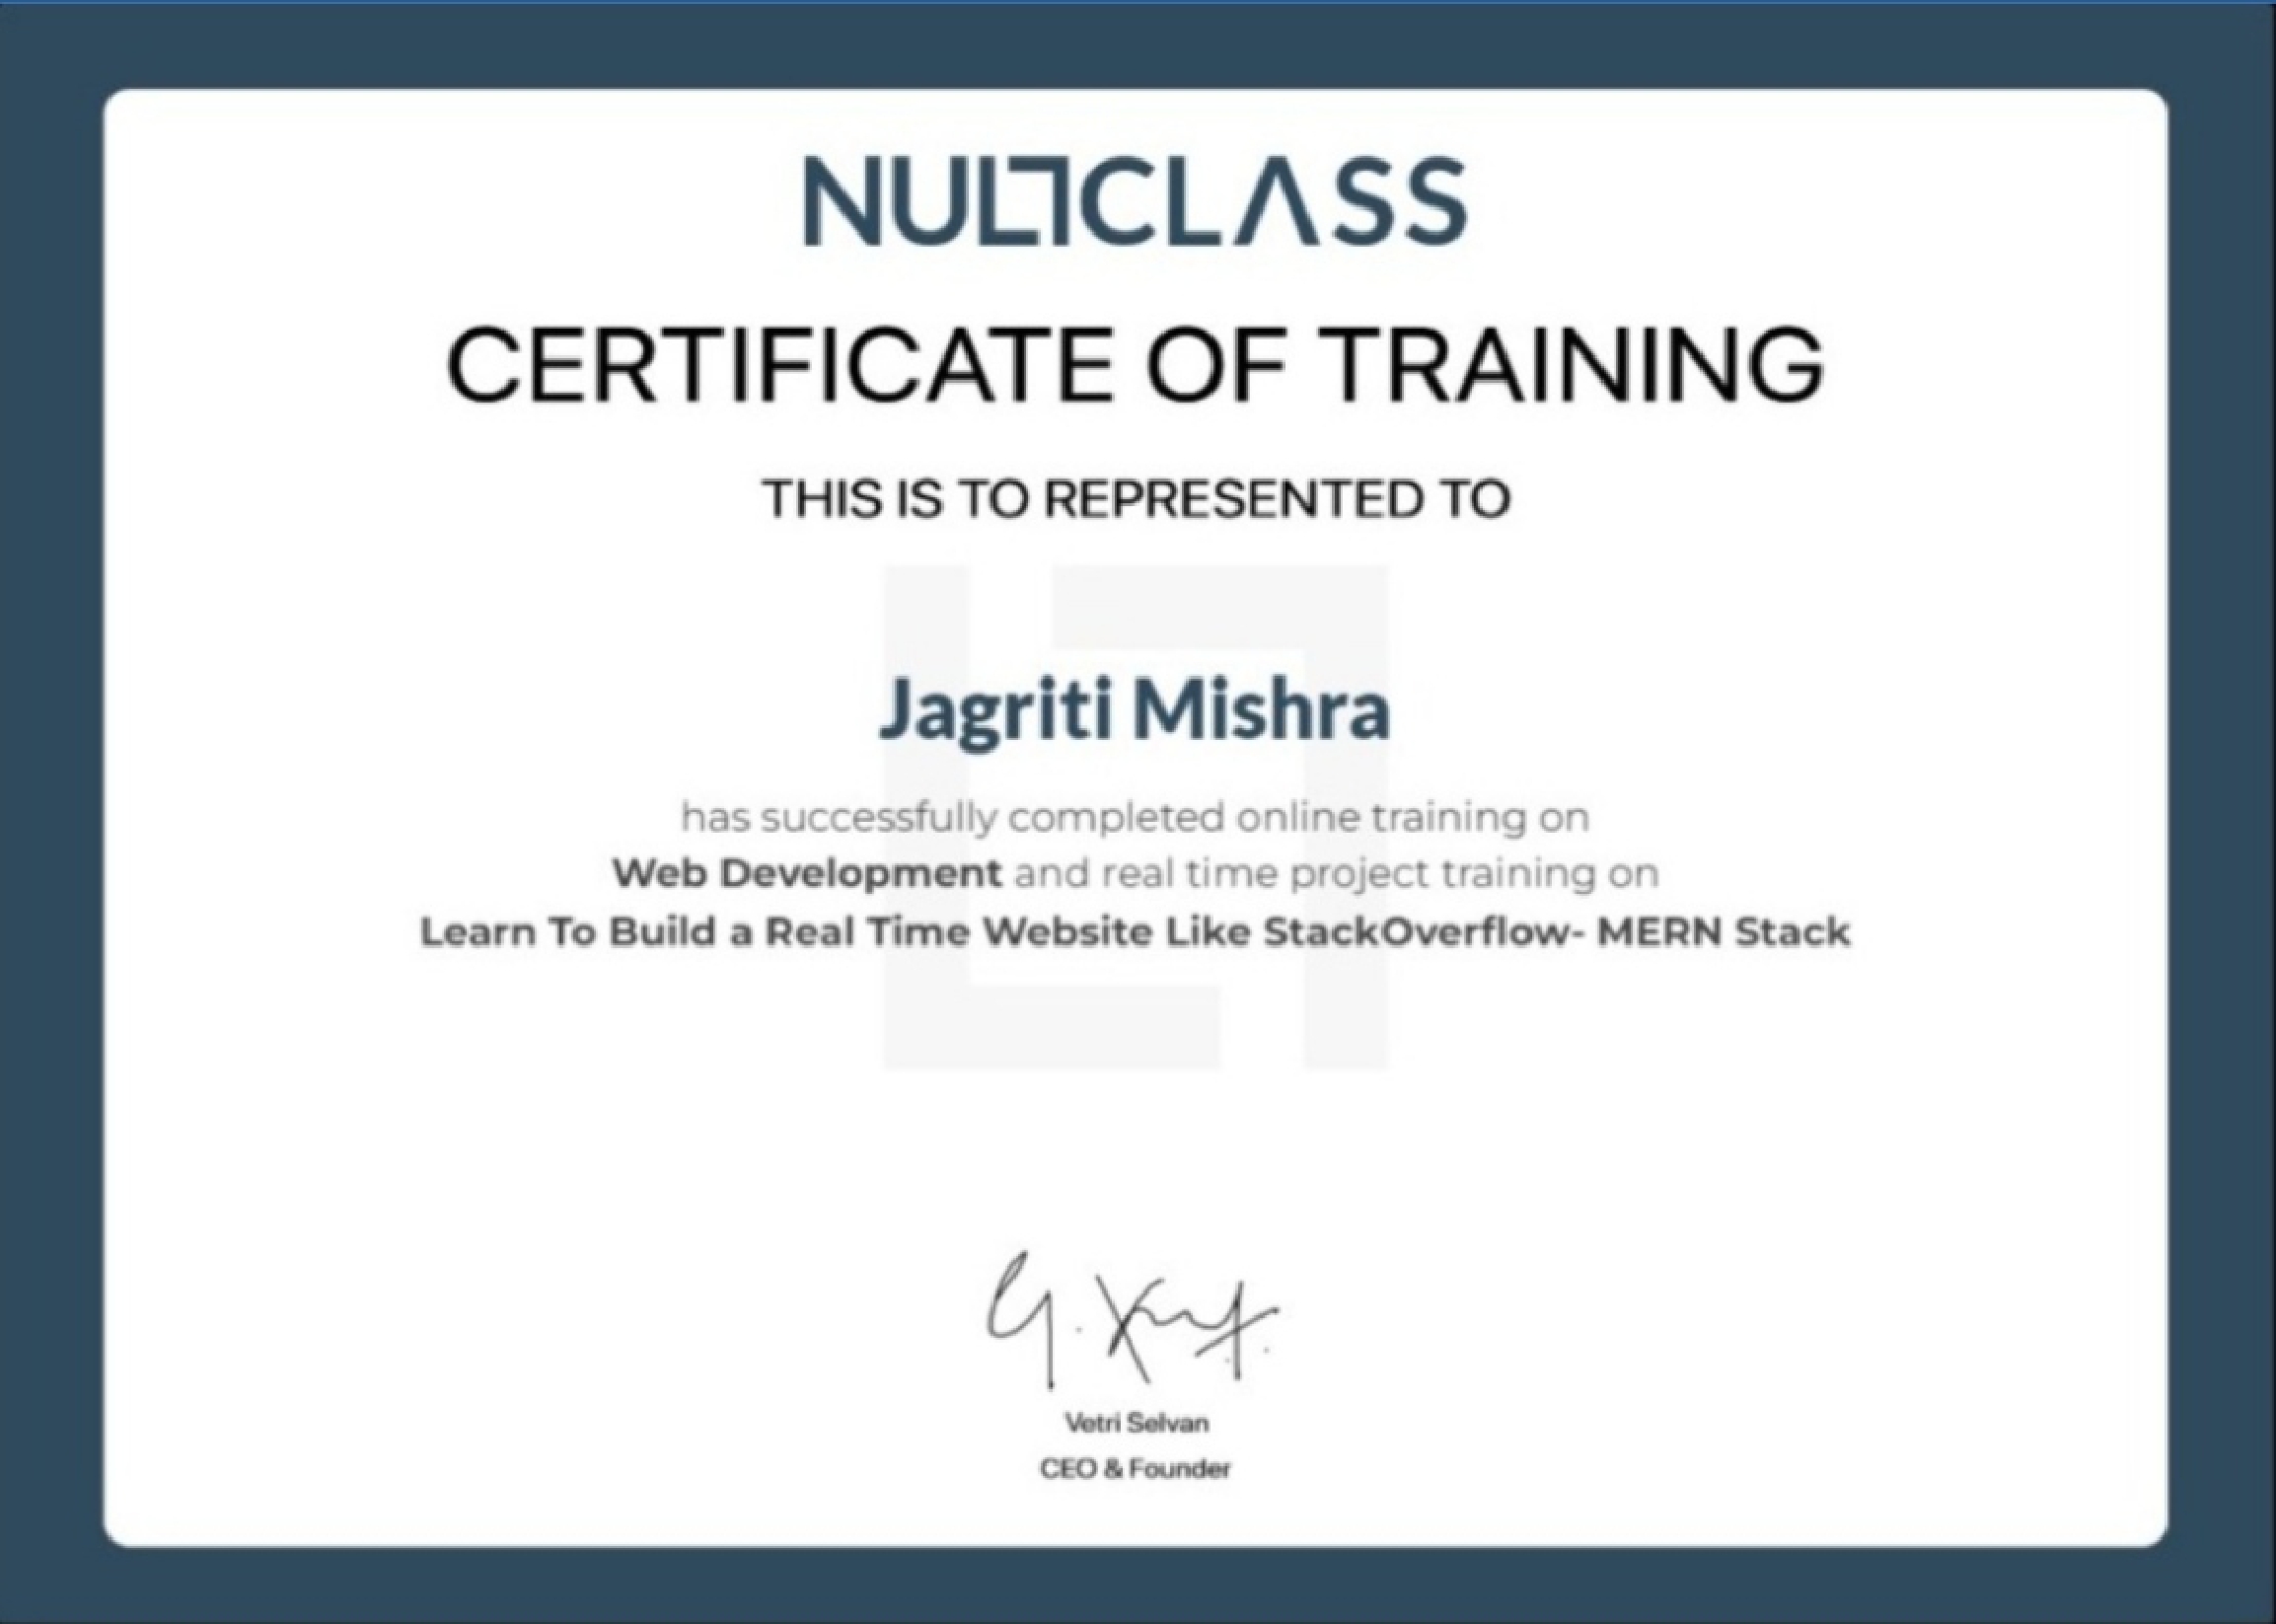 NULLCLASS
CERTIFICATE OF TRAINING
THIS IS TO REPRESENTED TO
Jagriti Mishra
has successfully completed online training on
Web Development and real time project training on
Learn To Build a Real Time Website Like StackOverflow- MERN Stack
Vetri Selvan
CEO & Founder